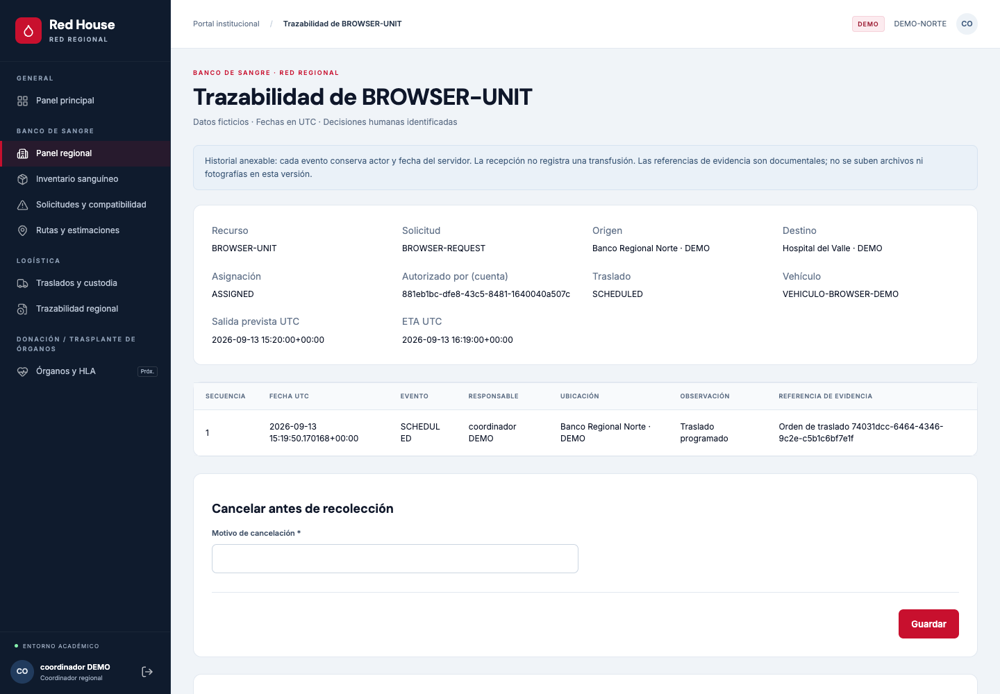 Red House
RED REGIONAL
GENERAL
Panel principal
BANCO DE SANGRE
Panel regional
Inventario sanguíneo
Solicitudes y compatibilidad
Rutas y estimaciones
LOGÍSTICA
Traslados y custodia
Trazabilidad regional
DONACIÓN / TRASPLANTE DE
ÓRGANOS
Órganos y HLA
Próx.
ENTORNO ACADÉMICO
CO
coordinador DEMO
Coordinador regional
Portal institucional / Trazabilidad de BROWSER-UNIT
DEMO DEMO-NORTE CO
BANCO DE SANGRE · RED REGIONAL
Trazabilidad de BROWSER-UNIT
Datos ficticios · Fechas en UTC · Decisiones humanas identificadas
Historial anexable: cada evento conserva actor y fecha del servidor. La recepción no registra una transfusión. Las referencias de evidencia son documentales; no se suben archivos ni
fotografías en esta versión.
Recurso Solicitud Origen Destino
BROWSER-UNIT BROWSER-REQUEST Banco Regional Norte · DEMO Hospital del Valle · DEMO
Asignación Autorizado por (cuenta) Traslado Vehículo
ASSIGNED 881eb1bc-dfe8-43c5-8481-1640040a507c SCHEDULED VEHICULO-BROWSER-DEMO
Salida prevista UTC ETA UTC
2026-09-13 15:20:00+00:00 2026-09-13 16:19:00+00:00
SECUENCIA FECHA UTC EVENTO RESPONSABLE UBICACIÓN OBSERVACIÓN REFERENCIA DE EVIDENCIA
2026-09-13 SCHEDUL coordinador Banco Regional Norte · Traslado Orden de traslado 74031dcc-6464-4346-
1
15:19:50.170168+00:00 ED DEMO DEMO programado 9c2e-c5b1c6bf7e1f
Cancelar antes de recolección
Motivo de cancelación *
Guardar